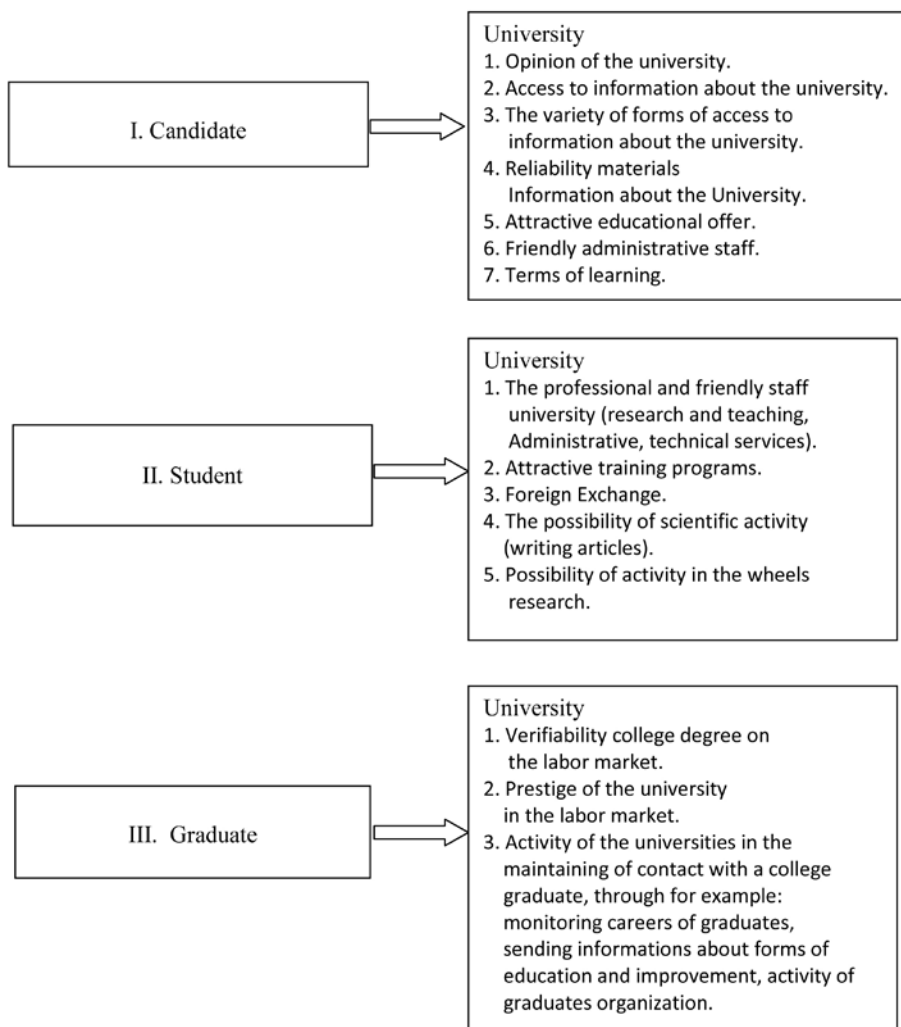 I. Candidate
University
1. Opinion of the university.
2. Access to information about the university.
3. The variety of forms of access to
information about the university.
4. Reliability materials
Information about the University.
5. Attractive educational offer.
6. Friendly administrative staff.
7. Terms of learning.
II. Student
University
1. The professional and friendly staff
university (research and teaching,
Administrative, technical services).
2. Attractive training programs.
3. Foreign Exchange.
4. The possibility of scientific activity
(writing articles).
5. Possibility of activity in the wheels
research.
III. Graduate
University
1. Verifiability college degree on
the labor market.
2. Prestige of the university
in the labor market.
3. Activity of the universities in the
maintaining of contact with a college
graduate, through for example:
monitoring careers of graduates,
sending informations about forms of
education and improvement, activity of
graduates organization.